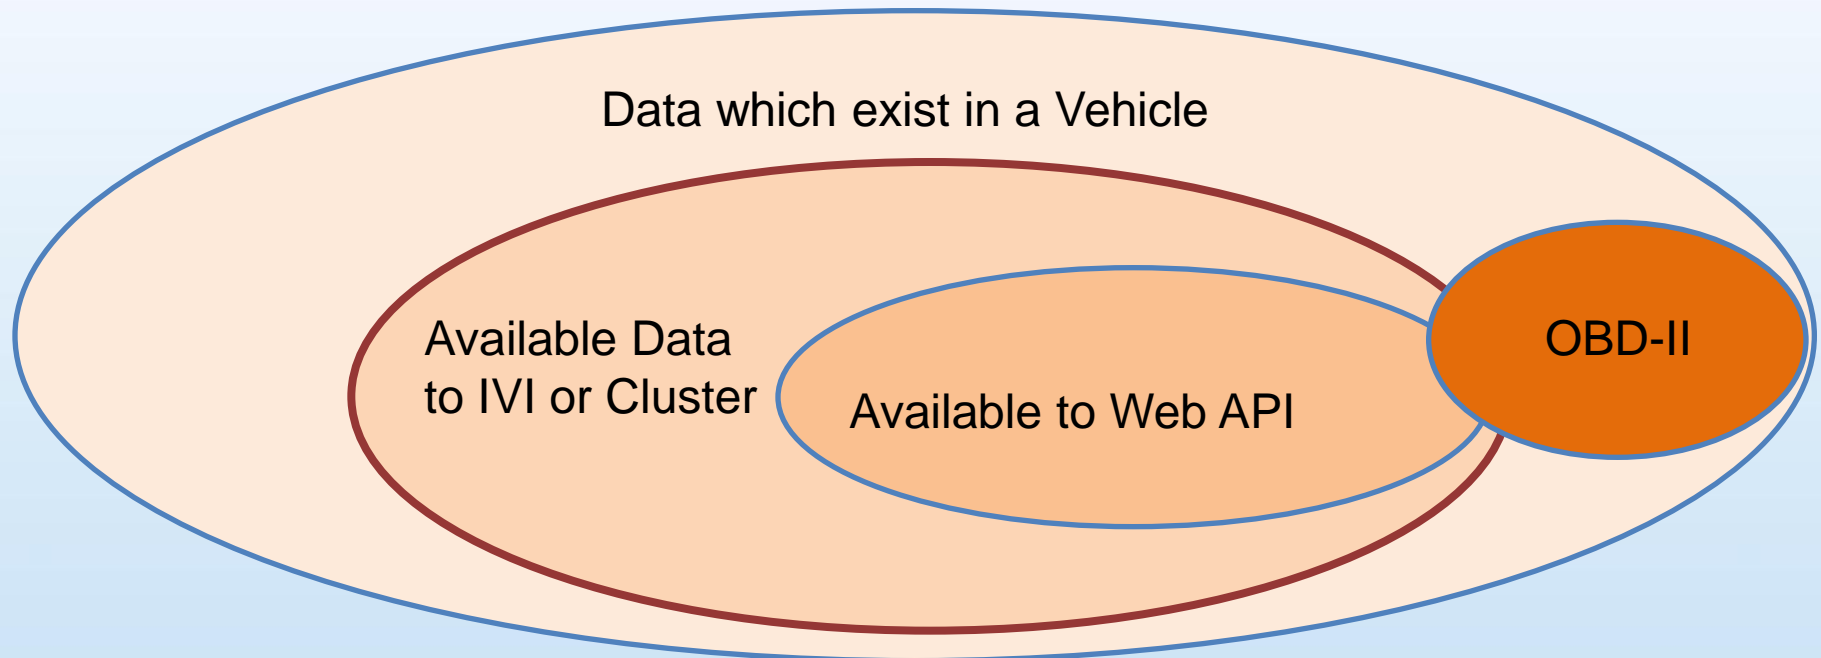 Data which exist in a Vehicle
Available Data
to IVI or Cluster
Available to Web API
OBD-II